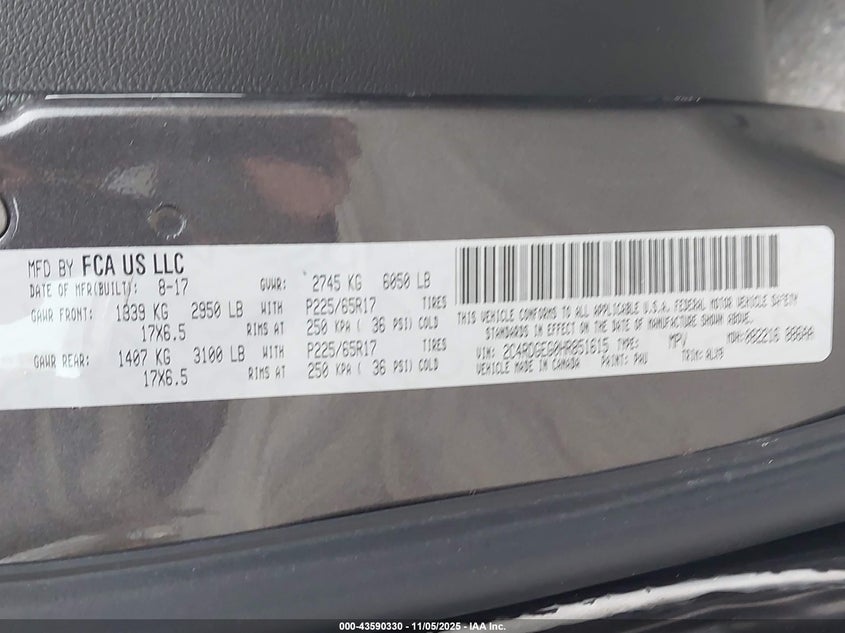 MFD BY FCA US LLC
DATE OF MFR(BUILT): 8-17 GVWR: 2745 KG 6050 LB
GAWR FRONT: 1339 KG 2950 LB WITH P225/65R17 TIRES
17X6.5 RIMS AT 250 KPA ( 36 PSI) COLD
GAWR REAR: 1407 KG 3100 LB WITH P225/65R17 TIRES
17X6.5 RIMS AT 250 KPA ( 36 PSI) COLD
THIS VEHICLE CONFORMS TO ALL APPLICABLE U.S.A. FEDERAL MOTOR VEHICLE SAFETY
STANDARDS IN EFFECT ON THE DATE OF MANUFACTURE SHOWN ABOVE.
VIN: 2C4RDGEG0HR851615 TYPE: MPV MDH:
VEHICLE MADE IN CANADA PAINT: PAU TRIM:
000-43590330 - 11/05/2025 - IAA Inc.